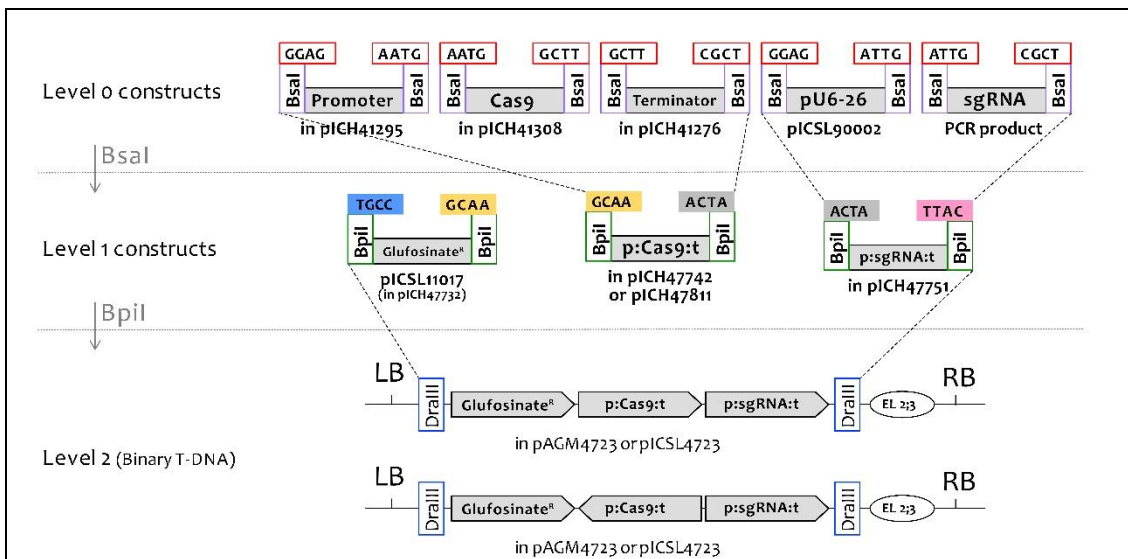 GGAG AATG AATG GCTT GCTT CGCT GGAG ATTG ATTG CGCT
Level 0 constructs
BsaI Promoter BsaI BsaI Cas9 BsaI BsaI Terminator BsaI BsaI pU6-26 BsaI BsaI sgRNA BsaI
in pICH41295 in pICH41308 in pICH41276 pICSL90002 PCR product
BsaI
TGCC GCAA GCAA ACTA ACTA TTAC
Level 1 constructs
BpiI Glufosinateᴿ BpiI BpiI p:Cas9:t BpiI BpiI p:sgRNA:t BpiI
pICSL11017 in pICH47742 in pICH47751
(in pICH47732) or pICH47811
BpiI
LB RB
DraIII Glufosinateᴿ p:Cas9:t p:sgRNA:t DraIII EL 2;3
in pAGM4723 or pICSL4723
Level 2 (Binary T-DNA)
LB RB
DraIII Glufosinateᴿ p:Cas9:t p:sgRNA:t DraIII EL 2;3
in pAGM4723 or pICSL4723